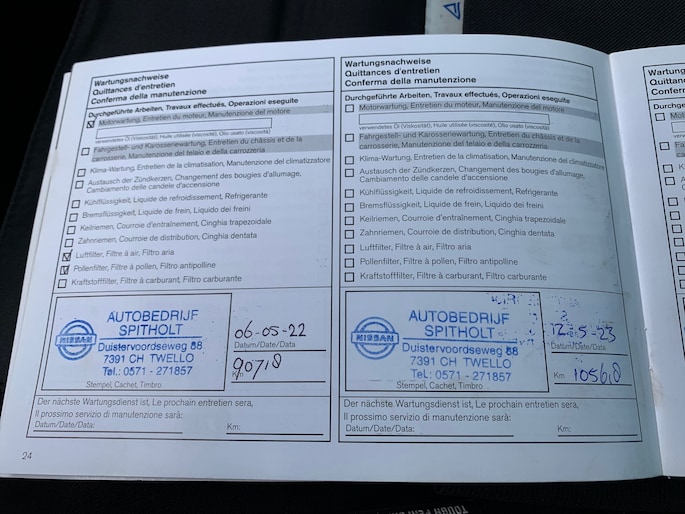 Wartungsnachweise
Quittances d'entretien
Conferma della manutenzione
Durchgeführte Arbeiten, Travaux effectués, Operazioni eseguite
Motorwartung, Entretien du moteur, Manutenzione del motore
verwendetes Öl (Viscosität), Huile utilisée (viscosité), Olio usato (viscosità)
Fahrgestell- und Karosseriewartung, Entretien du châssis et de la
carrosserie, Manutenzione del telaio e della carrozzeria
Klima-Wartung, Entretien de la climatisation, Manutenzione del climatizzatore
Austausch der Zündkerzen, Changement des bougies d'allumage,
Cambiamento delle candele d'accensione
Kühlflüssigkeit, Liquide de refroidissement, Refrigerante
Bremsflüssigkeit, Liquide de frein, Liquido dei freini
Keilriemen, Courroie d'entraînement, Cinghia trapezoidale
Zahnriemen, Courroie de distribution, Cinghia dentata
Luftfilter, Filtre à air, Filtro aria
Pollenfilter, Filtre à pollen, Filtro antipolline
Kraftstofffilter, Filtre à carburant, Filtro carburante
NISSAN
AUTOBEDRIJF
SPITHOLT
Duistervoordseweg 88
7391 CH TWELLO
Tel.: 0571 - 271857
Stempel, Cachet, Timbro
06-05-22
Datum/Date/Data:
Der nächste Wartungsdienst ist, Le prochain entretien sera,
Il prossimo servizio di manutenzione sarà:
Datum/Date/Data:
Km:
24
Wartungsnachweise
Quittances d'entretien
Conferma della manutenzione
Durchgeführte Arbeiten, Travaux effectués, Operazioni eseguite
Motorwartung, Entretien du moteur, Manutenzione del motore
verwendetes Öl (Viscosität), Huile utilisée (viscosité), Olio usato (viscosità)
Fahrgestell- und Karosseriewartung, Entretien du châssis et de la
carrosserie, Manutenzione del telaio e della carrozzeria
Klima-Wartung, Entretien de la climatisation, Manutenzione del climatizzatore
Austausch der Zündkerzen, Changement des bougies d'allumage,
Cambiamento delle candele d'accensione
Kühlflüssigkeit, Liquide de refroidissement, Refrigerante
Bremsflüssigkeit, Liquide de frein, Liquido dei freini
Keilriemen, Courroie d'entraînement, Cinghia trapezoidale
Zahnriemen, Courroie de distribution, Cinghia dentata
Luftfilter, Filtre à air, Filtro aria
Pollenfilter, Filtre à pollen, Filtro antipolline
Kraftstofffilter, Filtre à carburant, Filtro carburante
NISSAN
AUTOBEDRIJF
SPITHOLT
Duistervoordseweg 88
7391 CH TWELLO
Tel.: 0571 - 271857
Stempel, Cachet, Timbro
Datum/Date/Data:
Km
Der nächste Wartungsdienst ist, Le prochain entretien sera,
Il prossimo servizio di manutenzione sarà:
Datum/Date/Data:
Km: